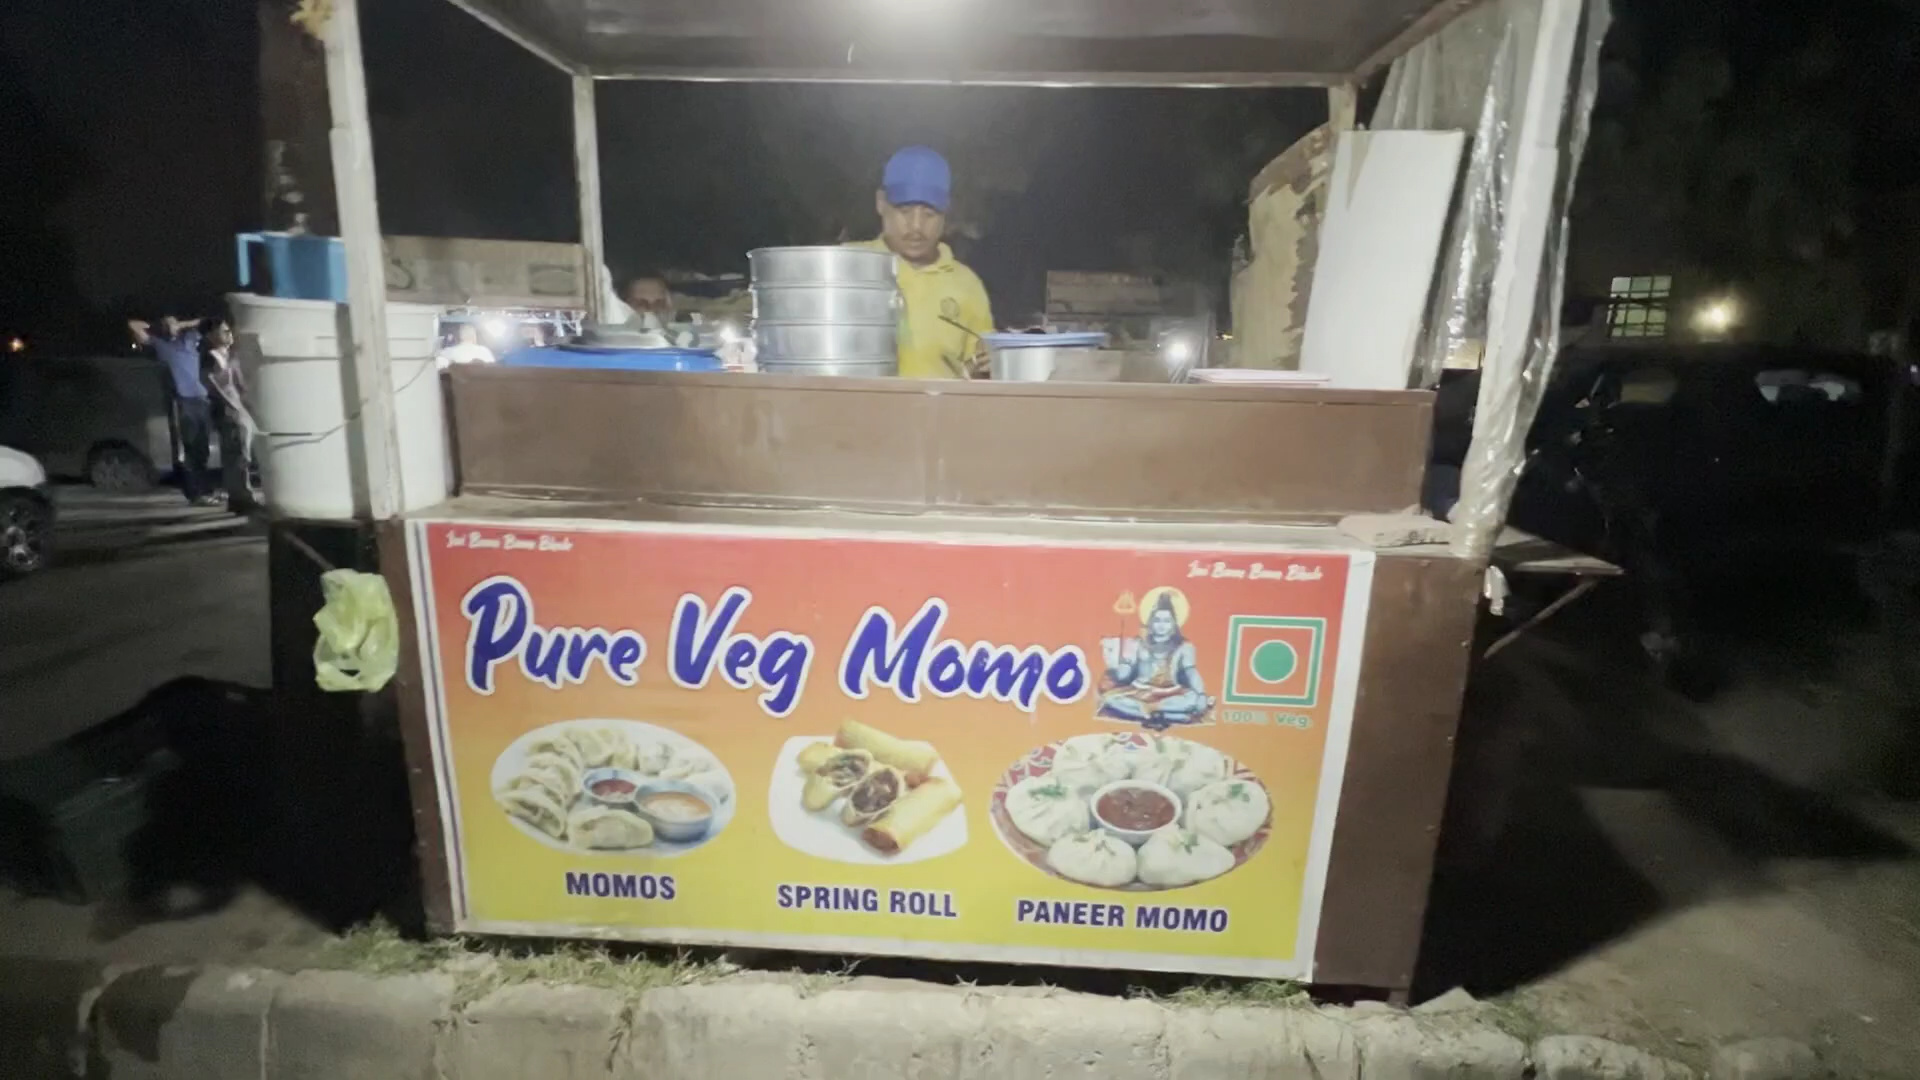 Jai Bam Bam Bhole
Jai Bam Bam Bhole
Pure Veg Momo
100% Veg.
MOMOS
SPRING ROLL
PANEER MOMO